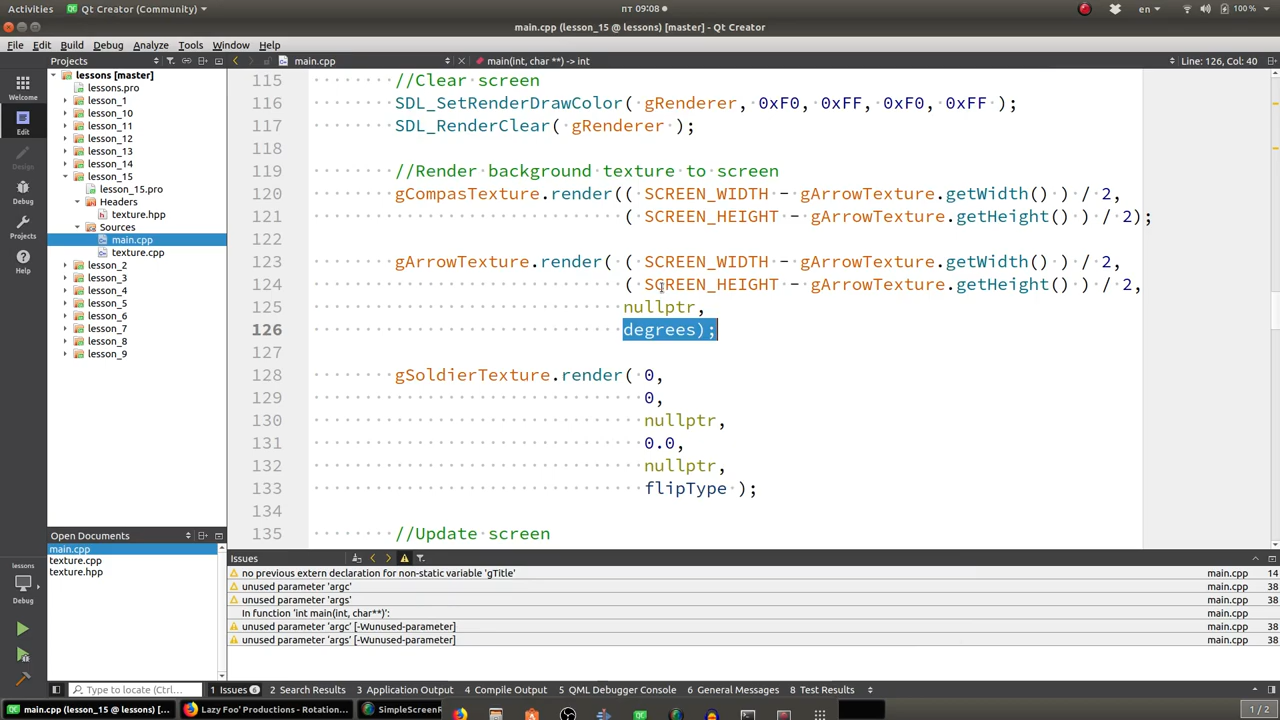 Activities
Qt Creator (Community)
пт 09:08
en
100 %
main.cpp (lesson_15 @ lessons) [master] - Qt Creator
File Edit Build Debug Analyze Tools Window Help
Projects
main.cpp
main(int, char **) -> int
Line: 126, Col: 40
Welcome
Edit
Design
Debug
Projects
Help
lessons
Debug
lessons [master]
lessons.pro
lesson_1
lesson_10
lesson_11
lesson_12
lesson_13
lesson_14
lesson_15
lesson_15.pro
Headers
texture.hpp
Sources
main.cpp
texture.cpp
lesson_2
lesson_3
lesson_4
lesson_5
lesson_6
lesson_7
lesson_8
lesson_9
Open Documents
main.cpp
texture.cpp
texture.hpp
115 //Clear screen
116 SDL_SetRenderDrawColor( gRenderer, 0xF0, 0xFF, 0xF0, 0xFF );
117 SDL_RenderClear( gRenderer );
118
119 //Render background texture to screen
120 gCompasTexture.render(( SCREEN_WIDTH - gArrowTexture.getWidth() ) / 2,
121 ( SCREEN_HEIGHT - gArrowTexture.getHeight() ) / 2);
122
123 gArrowTexture.render( ( SCREEN_WIDTH - gArrowTexture.getWidth() ) / 2,
124 ( SCREEN_HEIGHT - gArrowTexture.getHeight() ) / 2,
125 nullptr,
126 degrees);
127
128 gSoldierTexture.render( 0,
129 0,
130 nullptr,
131 0.0,
132 nullptr,
133 flipType );
134
135 //Update screen
Issues
no previous extern declaration for non-static variable 'gTitle' main.cpp 14
unused parameter 'argc' main.cpp 38
unused parameter 'args' main.cpp 38
In function 'int main(int, char**)': main.cpp
unused parameter 'argc' [-Wunused-parameter] main.cpp 38
unused parameter 'args' [-Wunused-parameter] main.cpp 38
Type to locate (Ctrl+...
1 Issues 6
2 Search Results
3 Application Output
4 Compile Output
5 QML Debugger Console
6 General Messages
8 Test Results
main.cpp (lesson_15 @ lessons) [ma...
Lazy Foo' Productions - Rotation...
SimpleScreenR
1 / 2